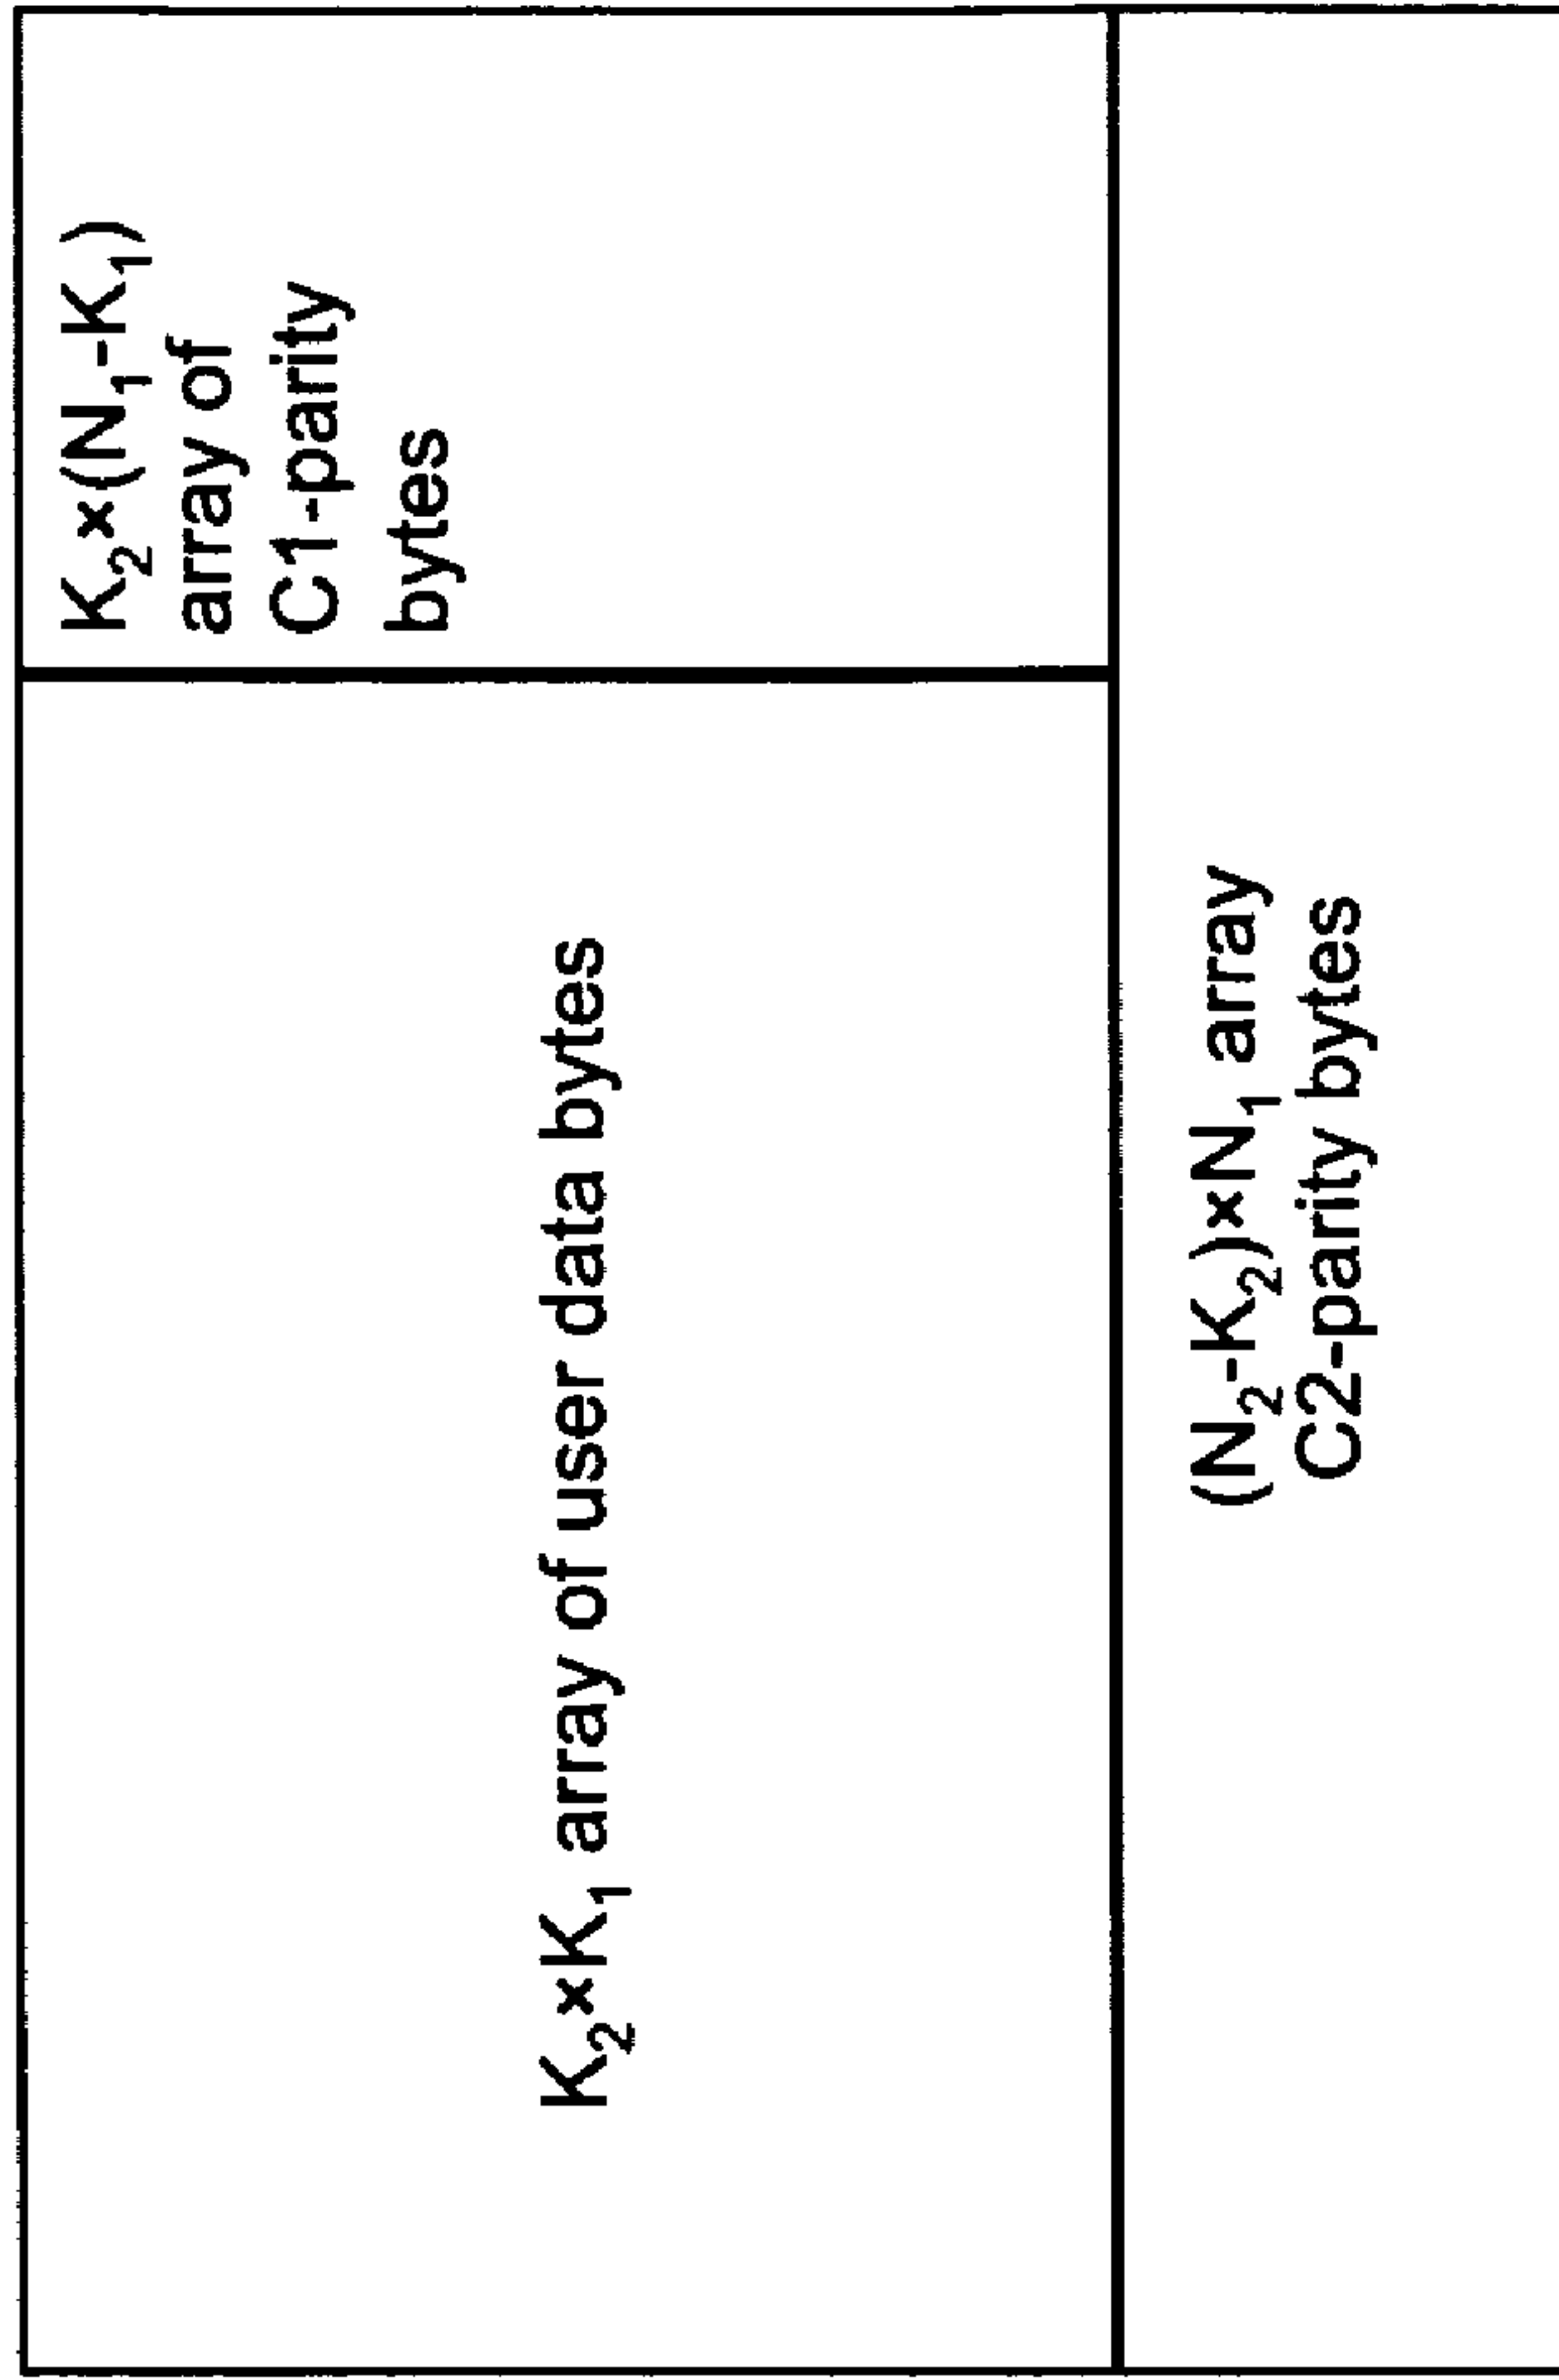 K₂×K₁ array of user data bytes
K₂×(N₁-K₁)
array of
C1-parity
bytes
(N₂-K₂)×N₁ array
C2-parity bytes